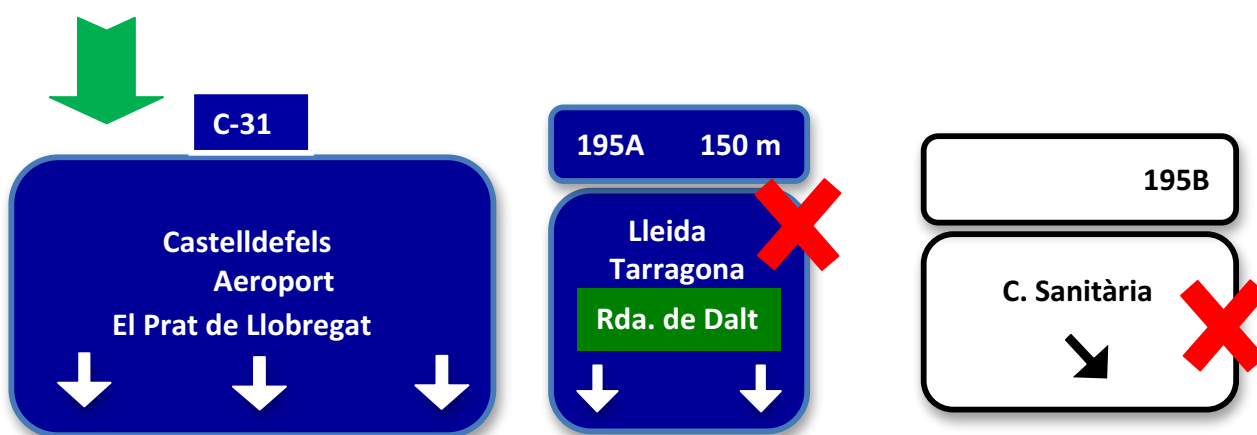 C-31
Castelldefels
Aeroport
El Prat de Llobregat
195A 150 m
Lleida
Tarragona
Rda. de Dalt
195B
C. Sanitària